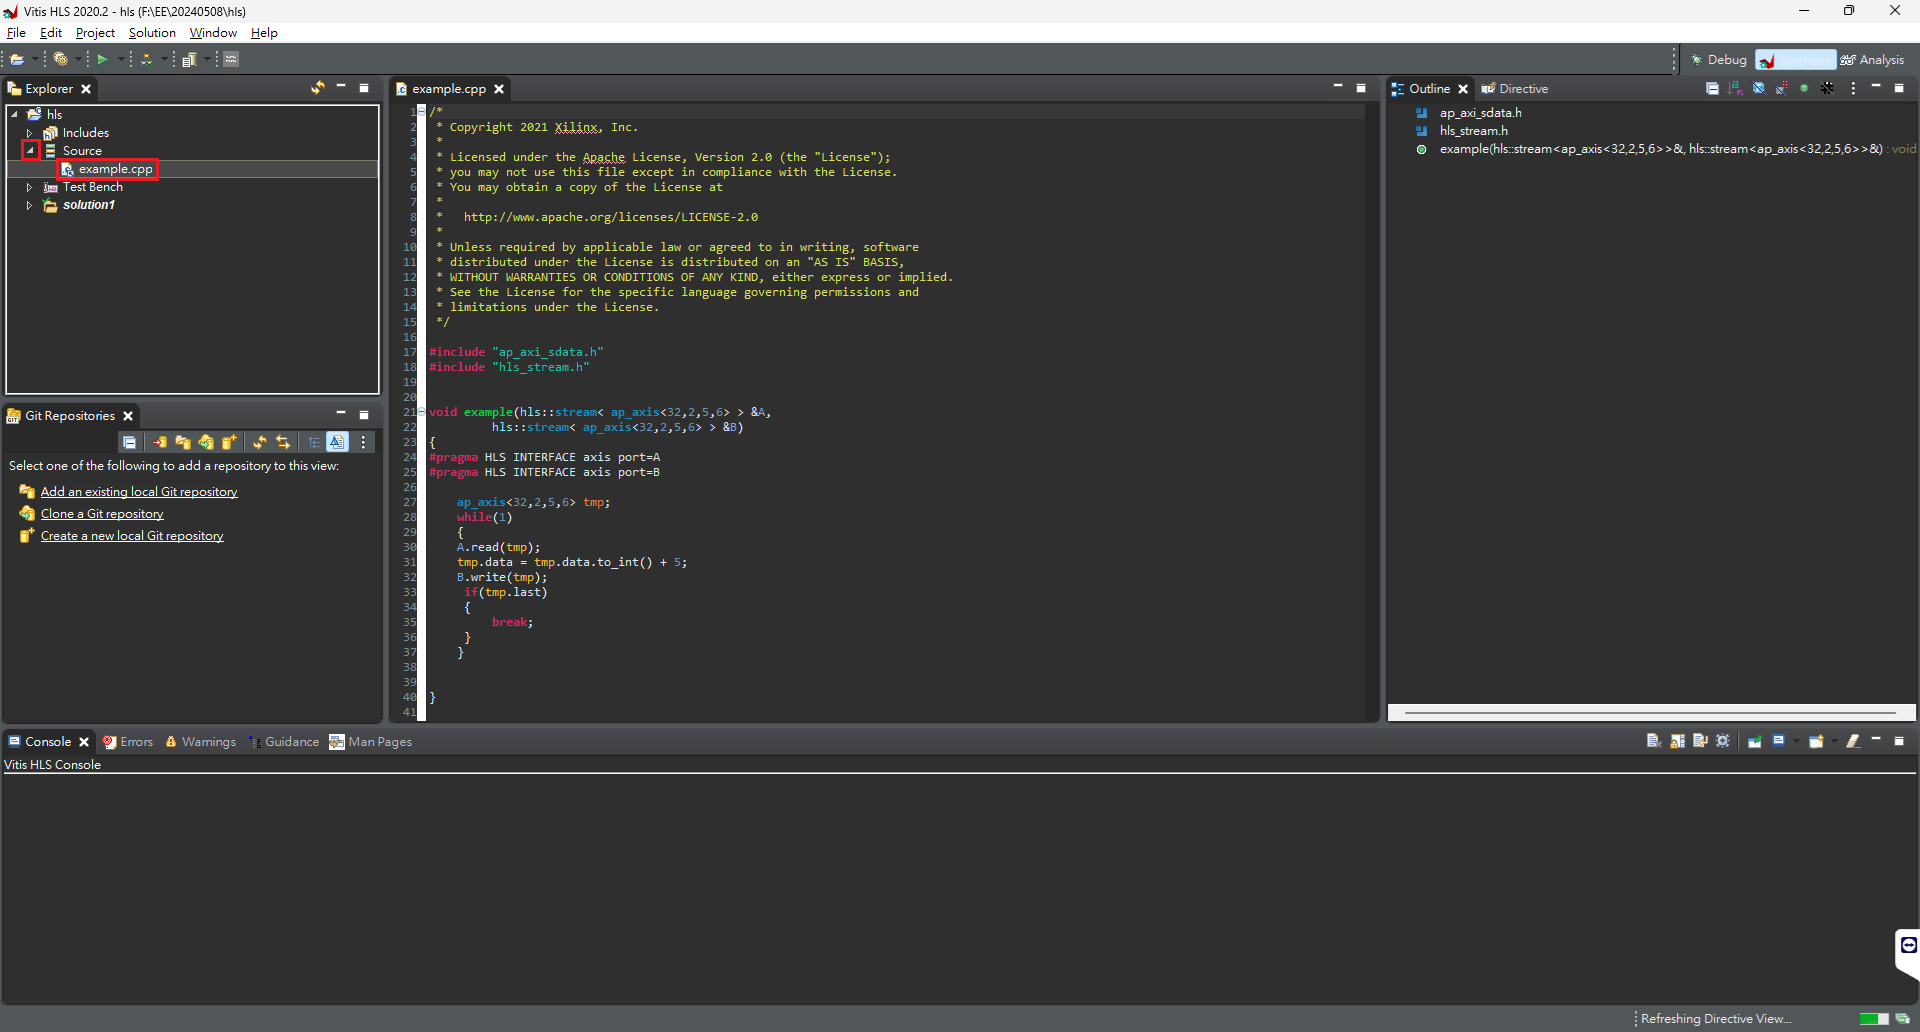 Vitis HLS 2020.2 - hls (F:\EE\20240508\hls)
File Edit Project Solution Window Help
Debug Synthesis Analysis
Explorer
hls
Includes
Source
example.cpp
Test Bench
solution1
Git Repositories
Select one of the following to add a repository to this view:
Add an existing local Git repository
Clone a Git repository
Create a new local Git repository
example.cpp
1 /*
2 * Copyright 2021 Xilinx, Inc.
3 *
4 * Licensed under the Apache License, Version 2.0 (the "License");
5 * you may not use this file except in compliance with the License.
6 * You may obtain a copy of the License at
7 *
8 * http://www.apache.org/licenses/LICENSE-2.0
9 *
10 * Unless required by applicable law or agreed to in writing, software
11 * distributed under the License is distributed on an "AS IS" BASIS,
12 * WITHOUT WARRANTIES OR CONDITIONS OF ANY KIND, either express or implied.
13 * See the License for the specific language governing permissions and
14 * limitations under the License.
15 */
16
17 #include "ap_axi_sdata.h"
18 #include "hls_stream.h"
19
20
21 void example(hls::stream< ap_axis<32,2,5,6> > &A,
22 hls::stream< ap_axis<32,2,5,6> > &B)
23 {
24 #pragma HLS INTERFACE axis port=A
25 #pragma HLS INTERFACE axis port=B
26
27 ap_axis<32,2,5,6> tmp;
28 while(1)
29 {
30 A.read(tmp);
31 tmp.data = tmp.data.to_int() + 5;
32 B.write(tmp);
33 if(tmp.last)
34 {
35 break;
36 }
37 }
38
39
40 }
41
Outline Directive
ap_axi_sdata.h
hls_stream.h
example(hls::stream<ap_axis<32,2,5,6>>&, hls::stream<ap_axis<32,2,5,6>>&) : void
Console Errors Warnings Guidance Man Pages
Vitis HLS Console
Refreshing Directive View...